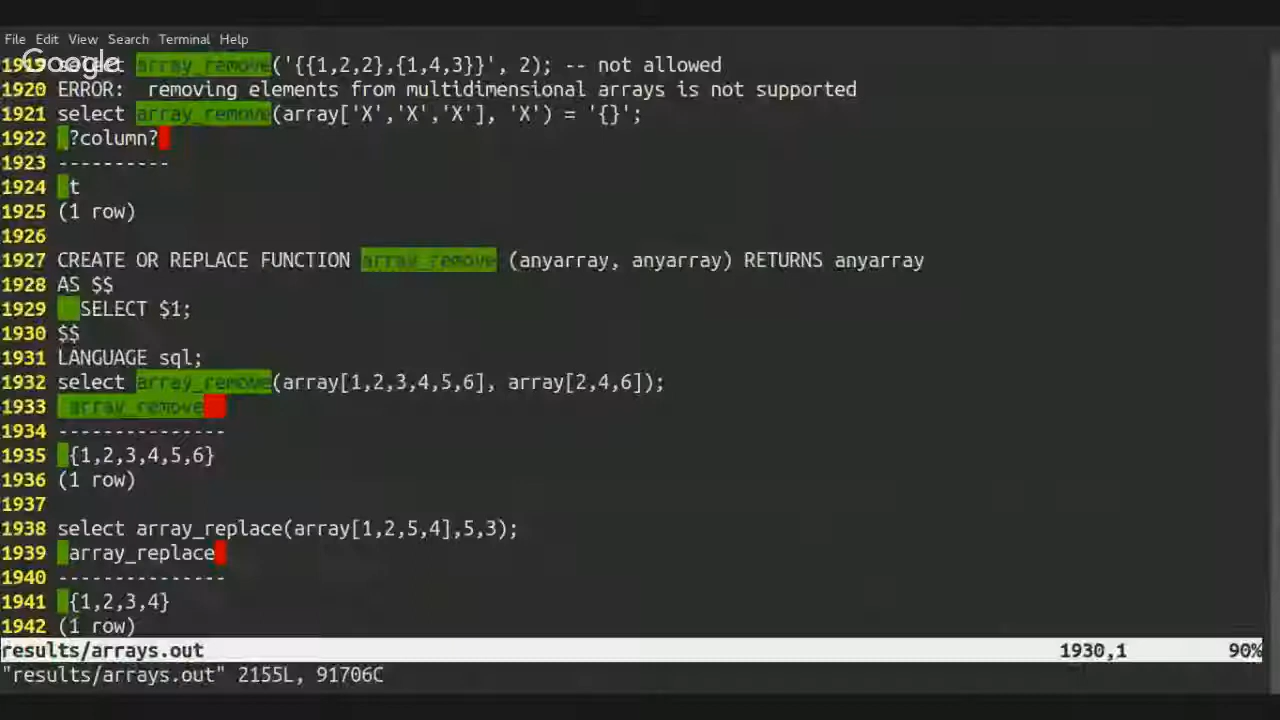 File Edit View Search Terminal Help
Google
1919 select array_remove('{{1,2,2},{1,4,3}}', 2); -- not allowed
1920 ERROR:  removing elements from multidimensional arrays is not supported
1921 select array_remove(array['X','X','X'], 'X') = '{}';
1922  ?column?
1923 ----------
1924  t
1925 (1 row)
1926
1927 CREATE OR REPLACE FUNCTION array_remove (anyarray, anyarray) RETURNS anyarray
1928 AS $$
1929   SELECT $1;
1930 $$
1931 LANGUAGE sql;
1932 select array_remove(array[1,2,3,4,5,6], array[2,4,6]);
1933  array_remove
1934 ---------------
1935  {1,2,3,4,5,6}
1936 (1 row)
1937
1938 select array_replace(array[1,2,5,4],5,3);
1939  array_replace
1940 ---------------
1941  {1,2,3,4}
1942 (1 row)
results/arrays.out 1930,1 90%
"results/arrays.out" 2155L, 91706C